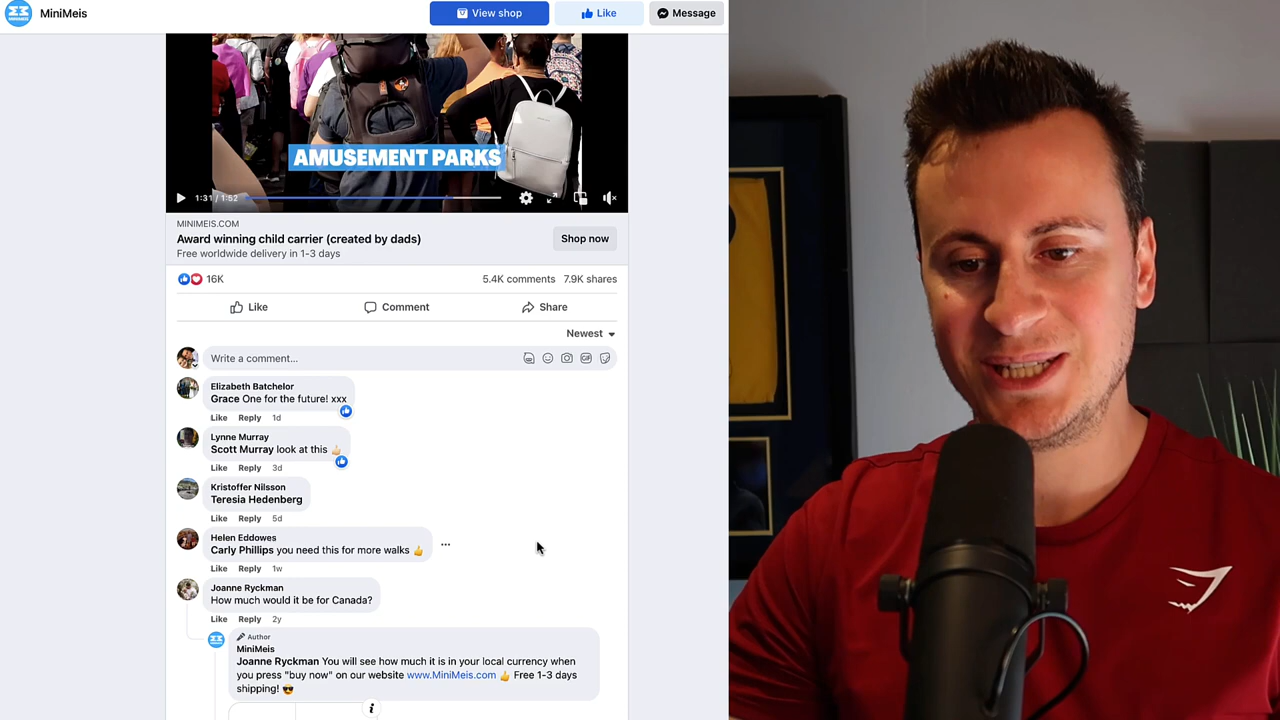 MiniMeis
View shop
Like
Message
AMUSEMENT PARKS
1:31 / 1:52
MINIMEIS.COM
Award winning child carrier (created by dads)
Free worldwide delivery in 1-3 days
Shop now
16K
5.4K comments 7.9K shares
Like
Comment
Share
Newest
Write a comment...
GIF
Elizabeth Batchelor
Grace One for the future! xxx
Like Reply 1d
Lynne Murray
Scott Murray look at this 👍
Like Reply 3d
Kristoffer Nilsson
Teresia Hedenberg
Like Reply 5d
Helen Eddowes
Carly Phillips you need this for more walks 👍
Like Reply 1w
Joanne Ryckman
How much would it be for Canada?
Like Reply 2y
Author
MiniMeis
Joanne Ryckman You will see how much it is in your local currency when
you press "buy now" on our website www.MiniMeis.com 👍 Free 1-3 days
shipping! 😎